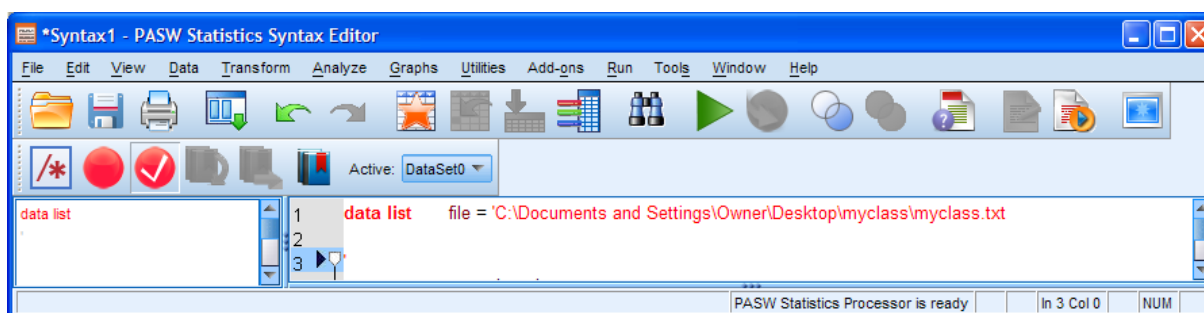 *Syntax1 - PASW Statistics Syntax Editor
File Edit View Data Transform Analyze Graphs Utilities Add-ons Run Tools Window Help
/* Active: DataSet0
data list
1 data list file = 'C:\Documents and Settings\Owner\Desktop\myclass\myclass.txt
2
3 '
PASW Statistics Processor is ready In 3 Col 0 NUM